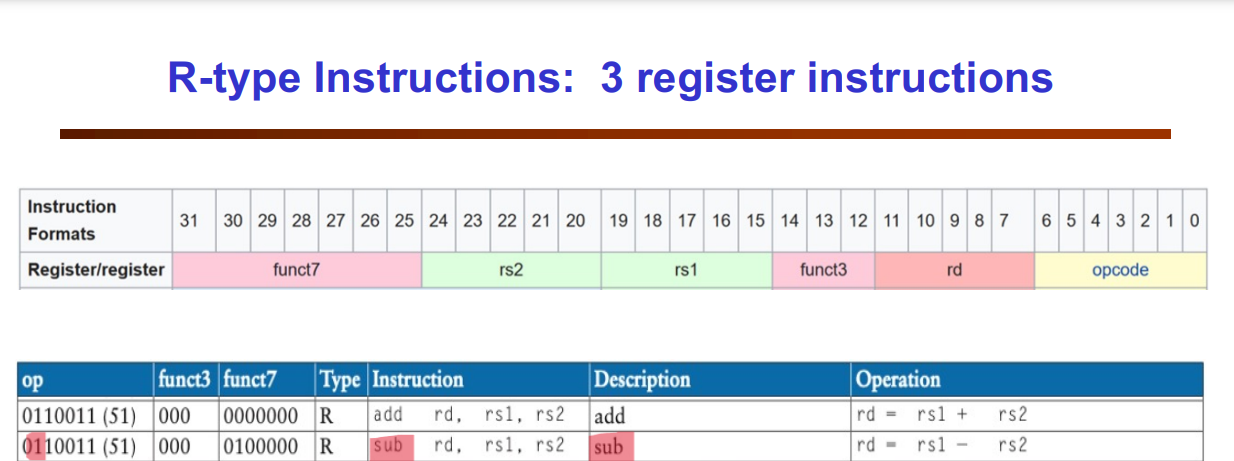 R-type Instructions: 3 register instructions
Instruction Formats 31 30 29 28 27 26 25 24 23 22 21 20 19 18 17 16 15 14 13 12 11 10 9 8 7 6 5 4 3 2 1 0
Register/register funct7 rs2 rs1 funct3 rd opcode
op funct3 funct7 Type Instruction Description Operation
0110011 (51) 000 0000000 R add rd, rs1, rs2 add rd = rs1 + rs2
0110011 (51) 000 0100000 R sub rd, rs1, rs2 sub rd = rs1 − rs2